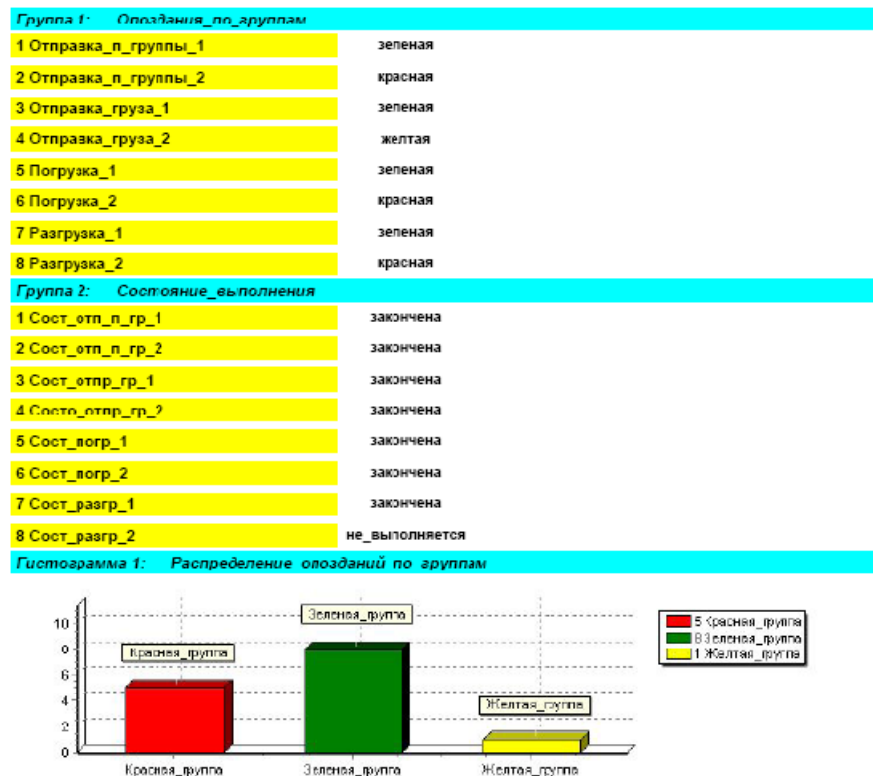 Группа 1: Опоздания_по_группам
1 Отправка_п_группы_1 зеленая
2 Отправка_п_группы_2 красная
3 Отправка_груза_1 зеленая
4 Отправка_груза_2 желтая
5 Погрузка_1 зеленая
6 Погрузка_2 красная
7 Разгрузка_1 зеленая
8 Разгрузка_2 красная
Группа 2: Состояние_выполнения
1 Сост_отп_п_гр_1 закончена
2 Сост_отп_п_гр_2 закончена
3 Сост_отпр_гр_1 закончена
4 Состо_отпр_гр_2 закончена
5 Сост_погр_1 закончена
6 Сост_погр_2 закончена
7 Сост_разгр_1 закончена
8 Сост_разгр_2 не_выполняется
Гистограмма 1: Распределение опозданий по группам
Зеленая_группа
Красная_группа
Желтая_группа
10
8
6
4
2
0
Красная_группа Зеленая_группа Желтая_группа
5 Красная_группа
8 Зеленая_группа
1 Желтая_группа